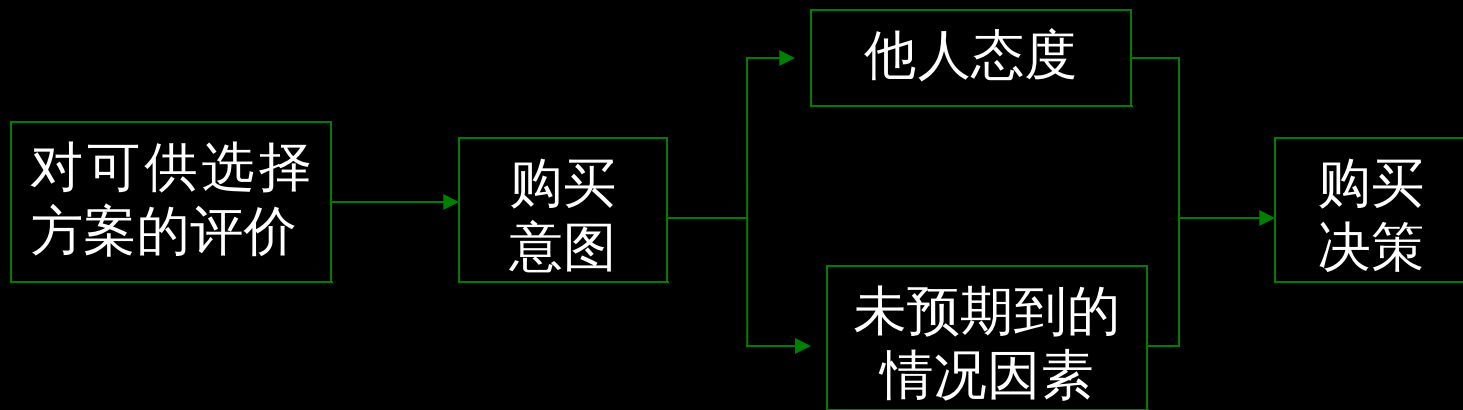 对可供选择
方案的评价
购买
意图
他人态度
未预期到的
情况因素
购买
决策